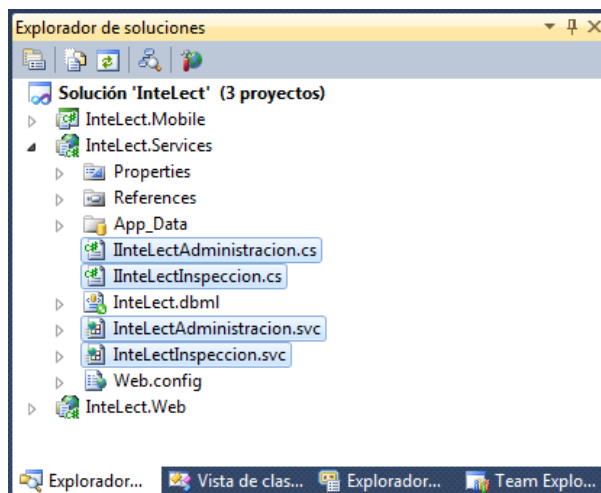 Explorador de soluciones
Solución 'InteLect' (3 proyectos)
InteLect.Mobile
InteLect.Services
Properties
References
App_Data
IInteLectAdministracion.cs
IInteLectInspeccion.cs
InteLect.dbml
InteLectAdministracion.svc
InteLectInspeccion.svc
Web.config
InteLect.Web
Explorador... Vista de clas... Explorador... Team Explo...